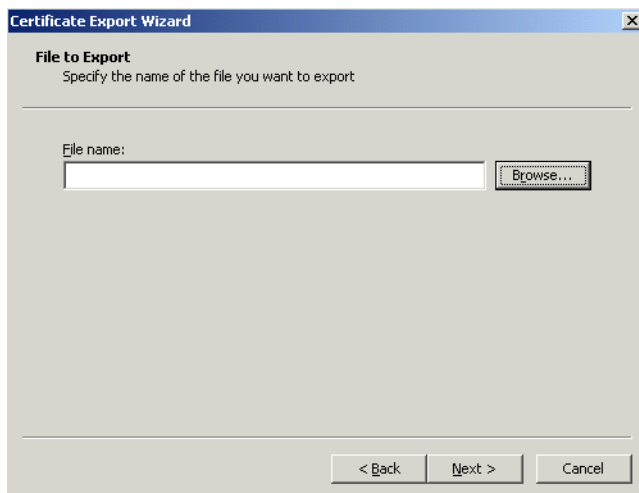 Certificate Export Wizard
File to Export
Specify the name of the file you want to export
File name:
Browse...
< Back
Next >
Cancel